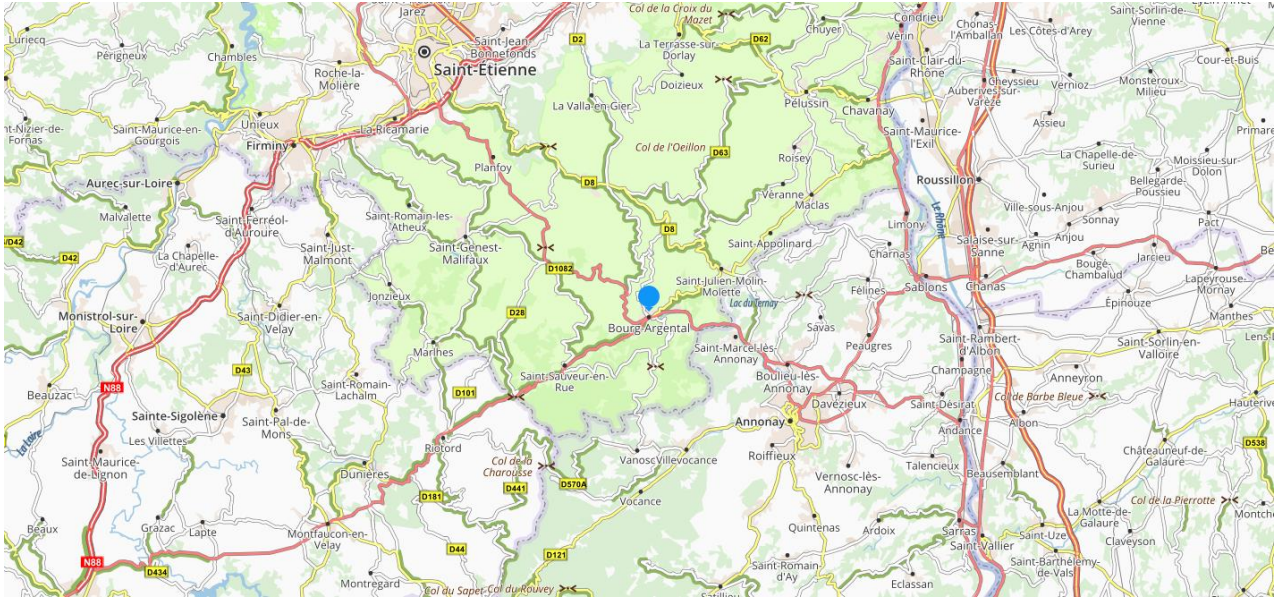 Jarez
Saint-Étienne
Saint-Jean-
Bonnefonds
D2
Col de la Croix du
Mazet
La Terrasse-sur-
Dorlay
D62
Chuyer
Condrieu
Vérin
Chonas-
l'Amballan
Les Côtes-d'Arey
Saint-Sorlin-de-
Vienne
Luriecq
Périgneux
Chambles
Roche-la-
Molière
La Valla-en-Gier
Doizieux
Pélussin
Chavanay
Saint-Clair-du-
Rhône
Cheyssieu
Auberives-sur-
Varèze
Vernioz
Monsteroux-
Milieu
Cour-et-Buis
nt-Nizier-de-
Fornas
Saint-Maurice-en-
Gourgois
Unieux
Firminy
La Ricamarie
Planfoy
Col de l'Oeillon
D63
Roisey
Saint-Maurice-
l'Exil
Assieu
Primare
La Chapelle-de-
Surieu
Moissieu-sur-
Dolon
Bellegarde-
Poussieu
Aurec-sur-Loire
Malvalette
Saint-Ferréol-
d'Auroure
Saint-Romain-les-
Atheux
D8
Véranne
Maclas
Roussillon
Ville-sous-Anjou
Sonnay
Pact
/D42
D42
La Chapelle-
d'Aurec
Saint-Just-
Malmont
Saint-Genest-
Malifaux
D8
Saint-Appolinard
Limony
Le Rhône
Salaise-sur-
Sanne
Agnin
Anjou
Jarcieu
Be
D1082
Saint-Julien-Molin-
Molette
Lac du Ternay
Charnas
Félines
Sablons
Chanas
Bougé-
Chambalud
Lapeyrouse-
Mornay
Jonzieux
Monistrol-sur-
Loire
Saint-Didier-en-
Velay
D28
Bourg-Argental
Savas
Peaugres
Épinouze
Manthes
Marlhes
Saint-Marcel-lès-
Annonay
Saint-Rambert-
d'Albon
Saint-Sorlin-en-
Valloire
Lens-L
D43
Saint-Romain-
Lachalm
D101
Saint-Sauveur-en-
Rue
Boulieu-lès-
Annonay
Champagne
Anneyron
N88
Beauzac
Sainte-Sigolène
Saint-Pal-de-
Mons
Davézieux
Saint-Désirat
Col de Barbe Bleue
Hauterive
La Loire
Les Villettes
Riotord
Annonay
Andance
Albon
Châteauneuf-de-
Galaure
D538
Saint-Maurice-
de-Lignon
Dunières
Col de la
Charousse
Vanosc
Villevocance
Roiffieux
Talencieux
Beausemblant
D181
D441
D570A
Vocance
Vernosc-lès-
Annonay
Col de la Pierrotte
Beaux
Grazac
Lapte
Montfaucon-en-
Velay
Quintenas
Ardoix
Sarras
La Motte-de-
Galaure
Montche
D44
D121
Saint-Vallier
Saint-Uze
Claveyson
N88
D434
Montregard
Col du Sapet
Col du Rouvey
Saint-Romain-
d'Ay
Eclassan
Saint-Barthélemy-
de-Vals